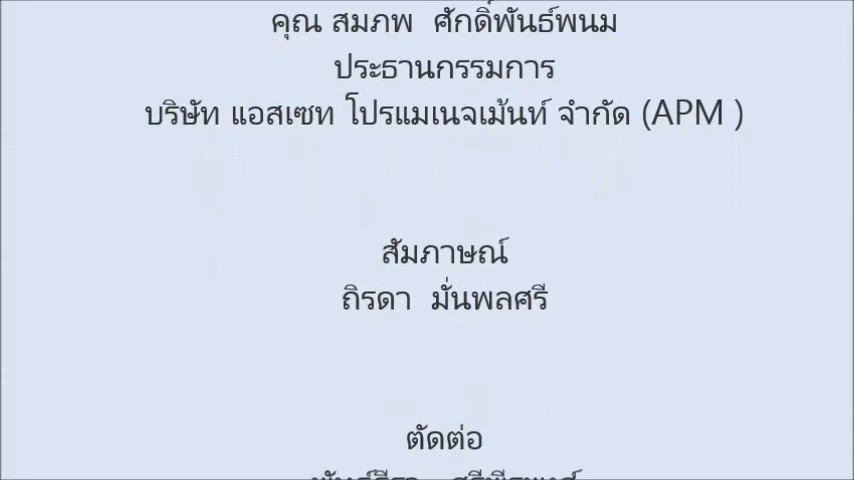 คุณ สมภพ ศักดิ์พันธ์พนม
ประธานกรรมการ
บริษัท แอสเซท โปรแมเนจเม้นท์ จำกัด (APM )
สัมภาษณ์
ถิรดา มั่นพลศรี
ตัดต่อ